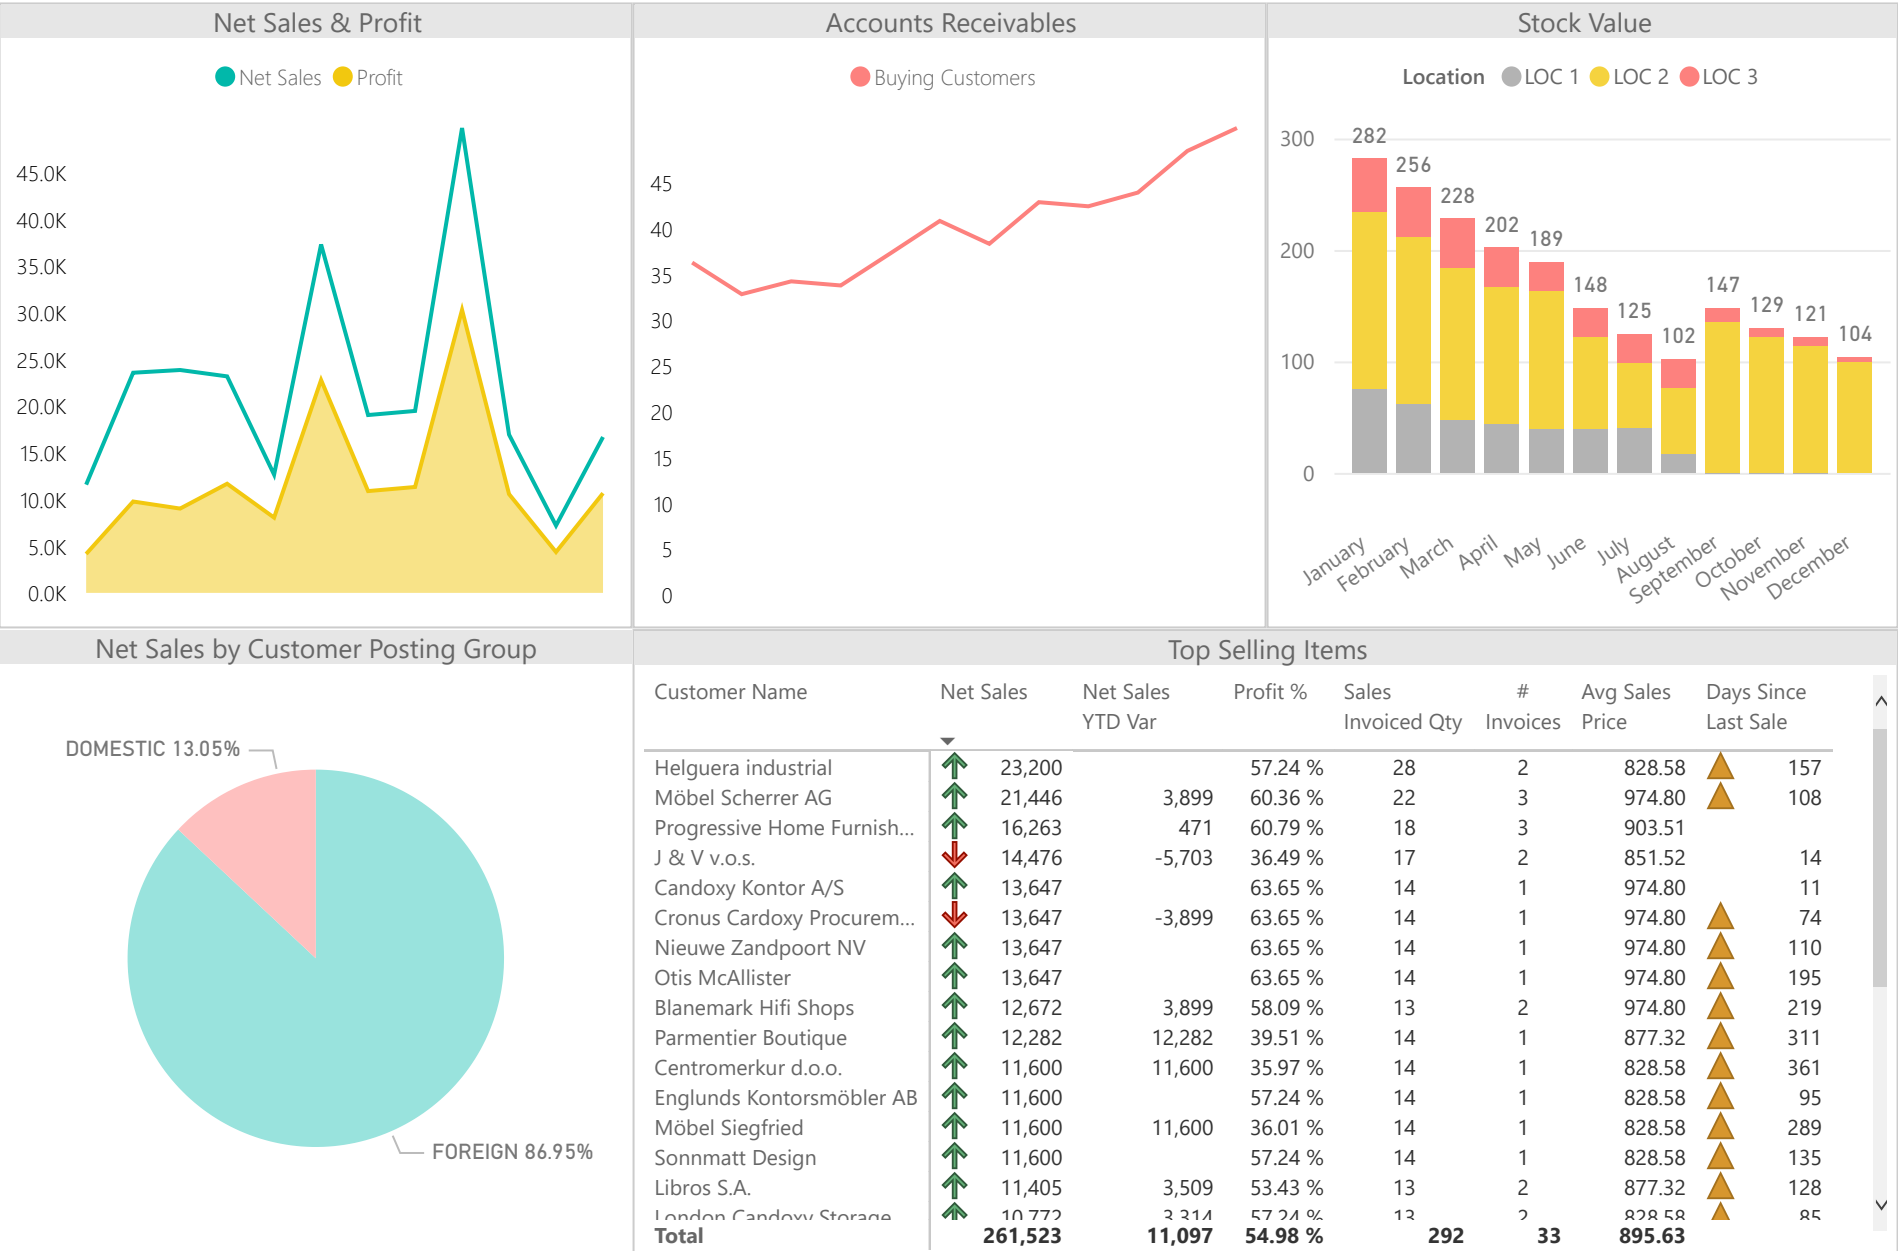 Net Sales & Profit
Net Sales Profit
45.0K
40.0K
35.0K
30.0K
25.0K
20.0K
15.0K
10.0K
5.0K
0.0K
Accounts Receivables
Buying Customers
45
40
35
30
25
20
15
10
5
0
Stock Value
Location LOC 1 LOC 2 LOC 3
300
200
100
0
282
256
228
202
189
148
125
102
147
129
121
104
January
February
March
April
May
June
July
August
September
October
November
December
Net Sales by Customer Posting Group
DOMESTIC 13.05%
FOREIGN 86.95%
Top Selling Items
Customer Name Net Sales Net Sales YTD Var Profit % Sales Invoiced Qty # Invoices Avg Sales Price Days Since Last Sale
Helguera industrial 23,200 57.24 % 28 2 828.58 157
Möbel Scherrer AG 21,446 3,899 60.36 % 22 3 974.80 108
Progressive Home Furnish... 16,263 471 60.79 % 18 3 903.51
J & V v.o.s. 14,476 -5,703 36.49 % 17 2 851.52 14
Candoxy Kontor A/S 13,647 63.65 % 14 1 974.80 11
Cronus Cardoxy Procurem... 13,647 -3,899 63.65 % 14 1 974.80 74
Nieuwe Zandpoort NV 13,647 63.65 % 14 1 974.80 110
Otis McAllister 13,647 63.65 % 14 1 974.80 195
Blanemark Hifi Shops 12,672 3,899 58.09 % 13 2 974.80 219
Parmentier Boutique 12,282 12,282 39.51 % 14 1 877.32 311
Centromerkur d.o.o. 11,600 11,600 35.97 % 14 1 828.58 361
Englunds Kontorsmöbler AB 11,600 57.24 % 14 1 828.58 95
Möbel Siegfried 11,600 11,600 36.01 % 14 1 828.58 289
Sonnmatt Design 11,600 57.24 % 14 1 828.58 135
Libros S.A. 11,405 3,509 53.43 % 13 2 877.32 128
London Candoxy Storage 10,772 3,314 57.24 % 13 2 828.58 85
Total 261,523 11,097 54.98 % 292 33 895.63